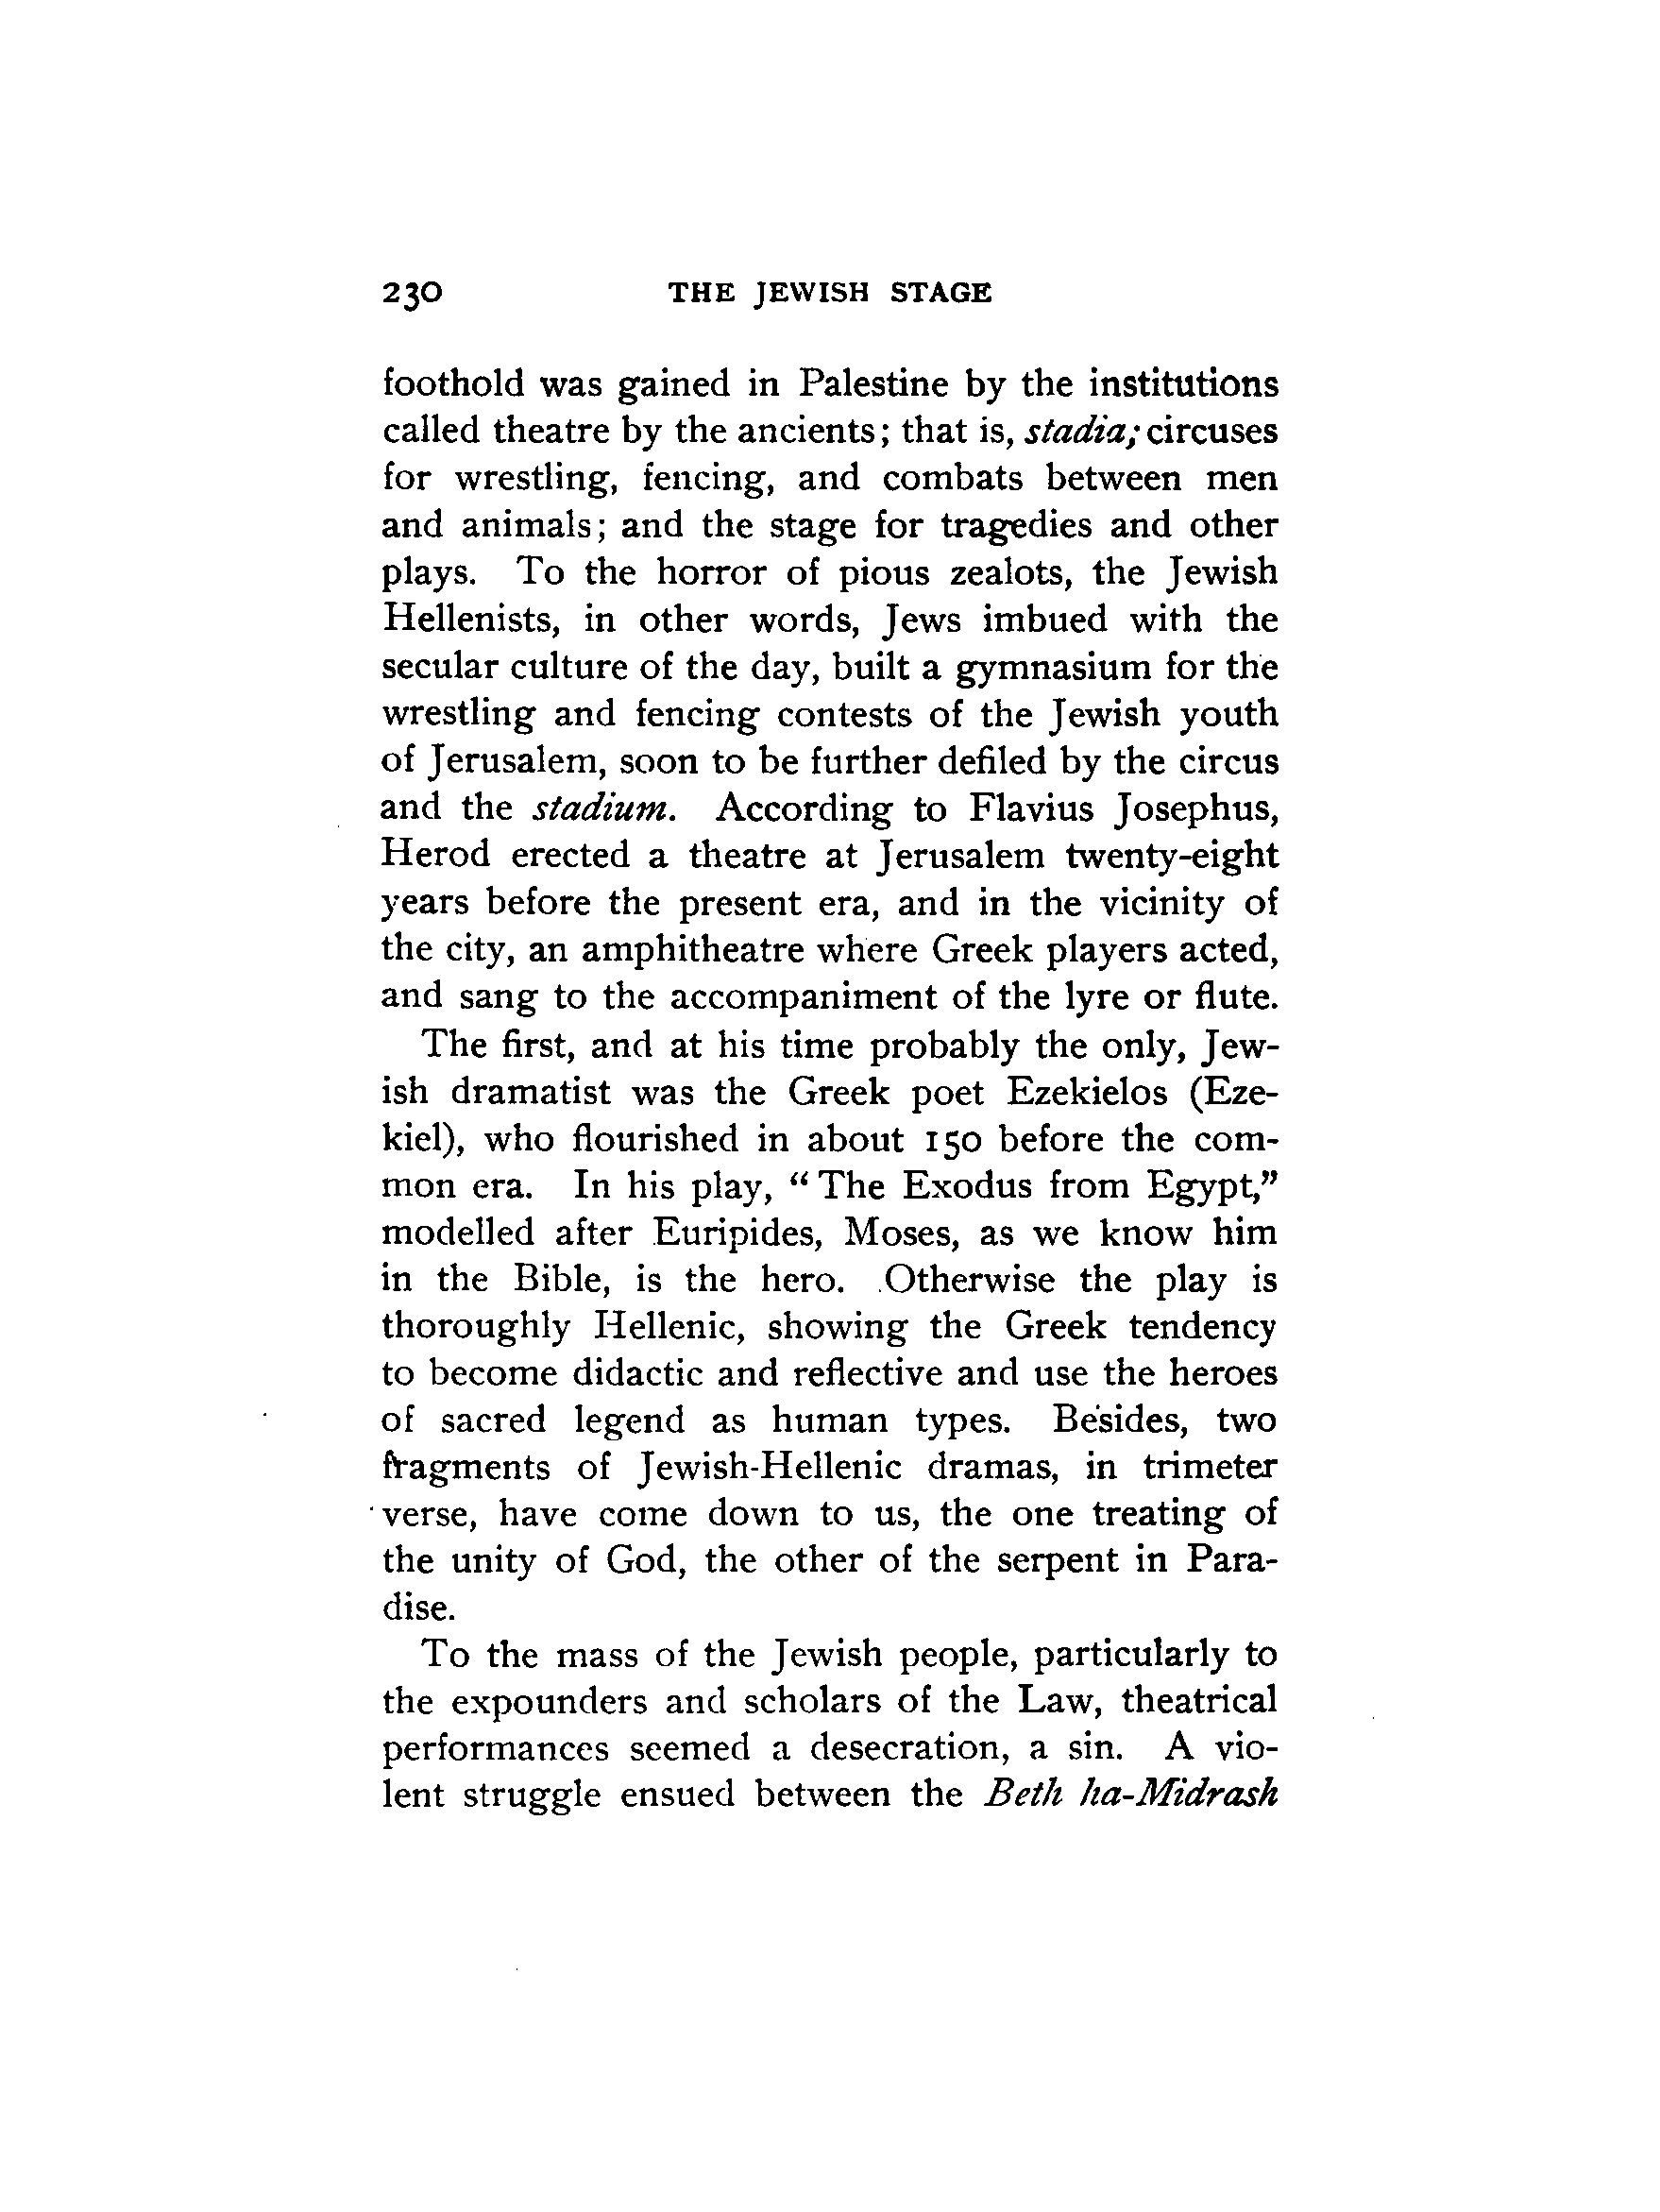 230 THE JEWISH STAGE
foothold was gained in Palestine by the institutions
called theatre by the ancients; that is, stadia; circuses
for wrestling, fencing, and combats between men
and animals; and the stage for tragedies and other
plays. To the horror of pious zealots, the Jewish
Hellenists, in other words, Jews imbued with the
secular culture of the day, built a gymnasium for the
wrestling and fencing contests of the Jewish youth
of Jerusalem, soon to be further defiled by the circus
and the stadium. According to Flavius Josephus,
Herod erected a theatre at Jerusalem twenty-eight
years before the present era, and in the vicinity of
the city, an amphitheatre where Greek players acted,
and sang to the accompaniment of the lyre or flute.
The first, and at his time probably the only, Jew-
ish dramatist was the Greek poet Ezekielos (Eze-
kiel), who flourished in about 150 before the com-
mon era. In his play, “The Exodus from Egypt,”
modelled after Euripides, Moses, as we know him
in the Bible, is the hero. Otherwise the play is
thoroughly Hellenic, showing the Greek tendency
to become didactic and reflective and use the heroes
of sacred legend as human types. Besides, two
fragments of Jewish-Hellenic dramas, in trimeter
verse, have come down to us, the one treating of
the unity of God, the other of the serpent in Para-
dise.
To the mass of the Jewish people, particularly to
the expounders and scholars of the Law, theatrical
performances seemed a desecration, a sin. A vio-
lent struggle ensued between the Beth ha-Midrash